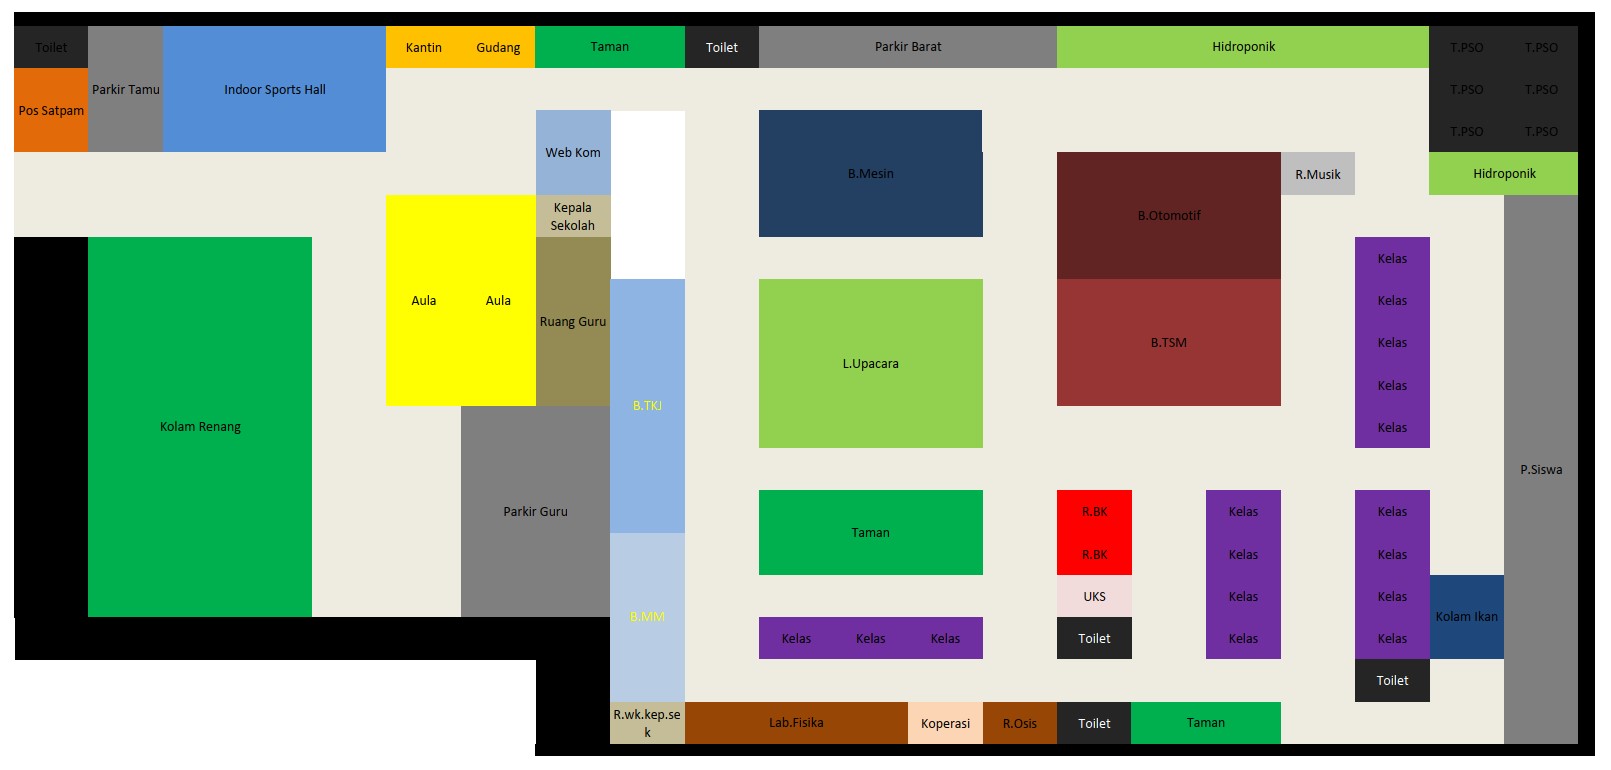 Toilet
Kantin
Gudang
Taman
Toilet
Parkir Barat
Hidroponik
T.PSO
T.PSO
Parkir Tamu
Indoor Sports Hall
T.PSO
T.PSO
Pos Satpam
T.PSO
T.PSO
Web Kom
B.Mesin
R.Musik
Hidroponik
Kepala
Sekolah
B.Otomotif
Kelas
Aula
Aula
Kelas
Ruang Guru
B.TSM
Kelas
L.Upacara
Kelas
B.TKJ
Kolam Renang
Kelas
P.Siswa
Parkir Guru
R.BK
Kelas
Kelas
Taman
R.BK
Kelas
Kelas
UKS
Kelas
Kelas
B.MM
Kolam Ikan
Kelas
Kelas
Kelas
Toilet
Kelas
Kelas
Toilet
R.wk.kep.se
k
Lab.Fisika
Koperasi
R.Osis
Toilet
Taman